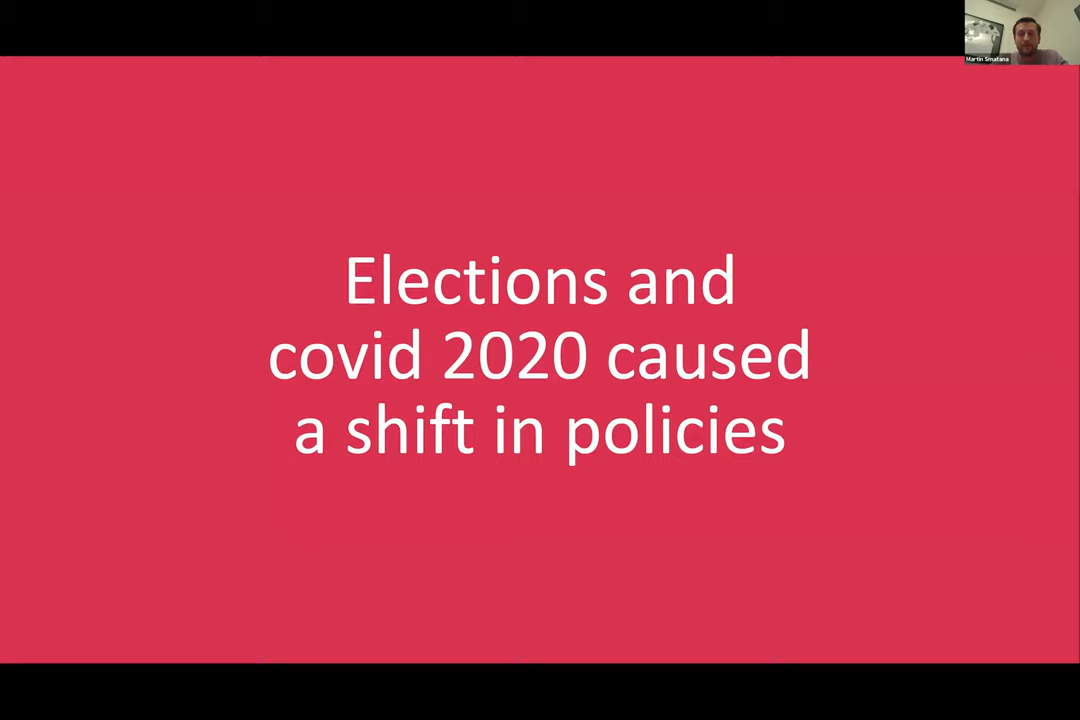 Martin Smatana
Elections and
covid 2020 caused
a shift in policies